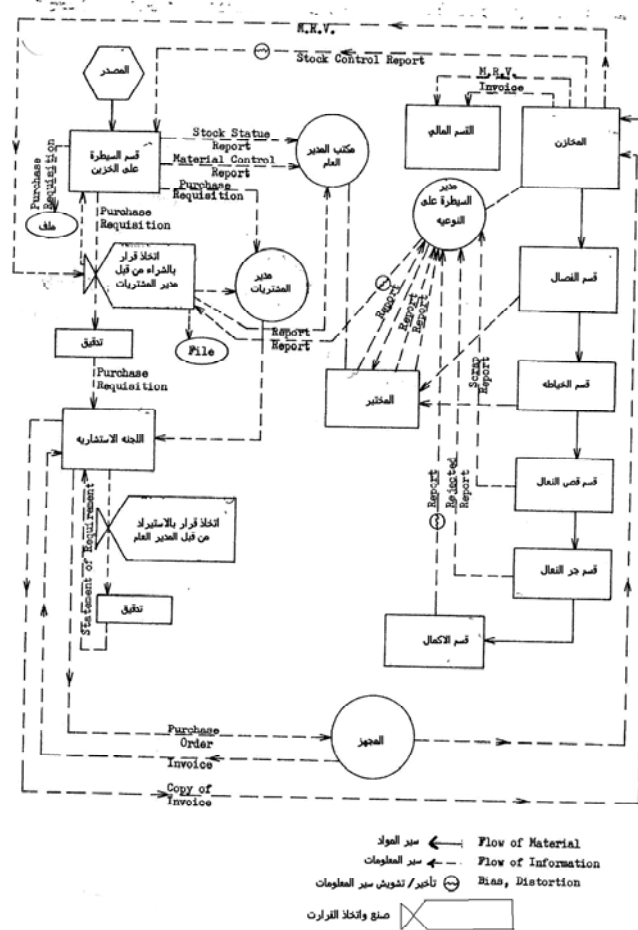 M.R.V.
Stock Control Report
المصدر
M.R.V.
Invoice
المخازن
القسم المالي
Stock Statue
Report
Material Control
Report
Purchase
Requisition
مكتب المدير
العام
قسم السيطرة
على الخزين
Purchase
Requisition
ملف
Purchase
Requisition
مدير
السيطرة على
النوعيه
اتخاذ قرار
بالشراء من قبل
مدير المشتريات
مدير
المشتريات
قسم الفصال
Report
Report
Report
Report
Report
File
تدقيق
Purchase
Requisition
المختبر
Scrap
Report
قسم الخياطه
اللجنه الاستشاريه
قسم قص النعال
Report
Rejected
Report
Statement of Requirement
اتخاذ قرار بالاستيراد
من قبل المدير العام
قسم جر النعال
تدقيق
قسم الاكمال
Purchase
Order
Invoice
المجهز
Copy of
Invoice
سير المواد Flow of Material
سير المعلومات Flow of Information
تأخير/ تشويش سير المعلومات Bias, Distortion
صنع واتخاذ القرارت